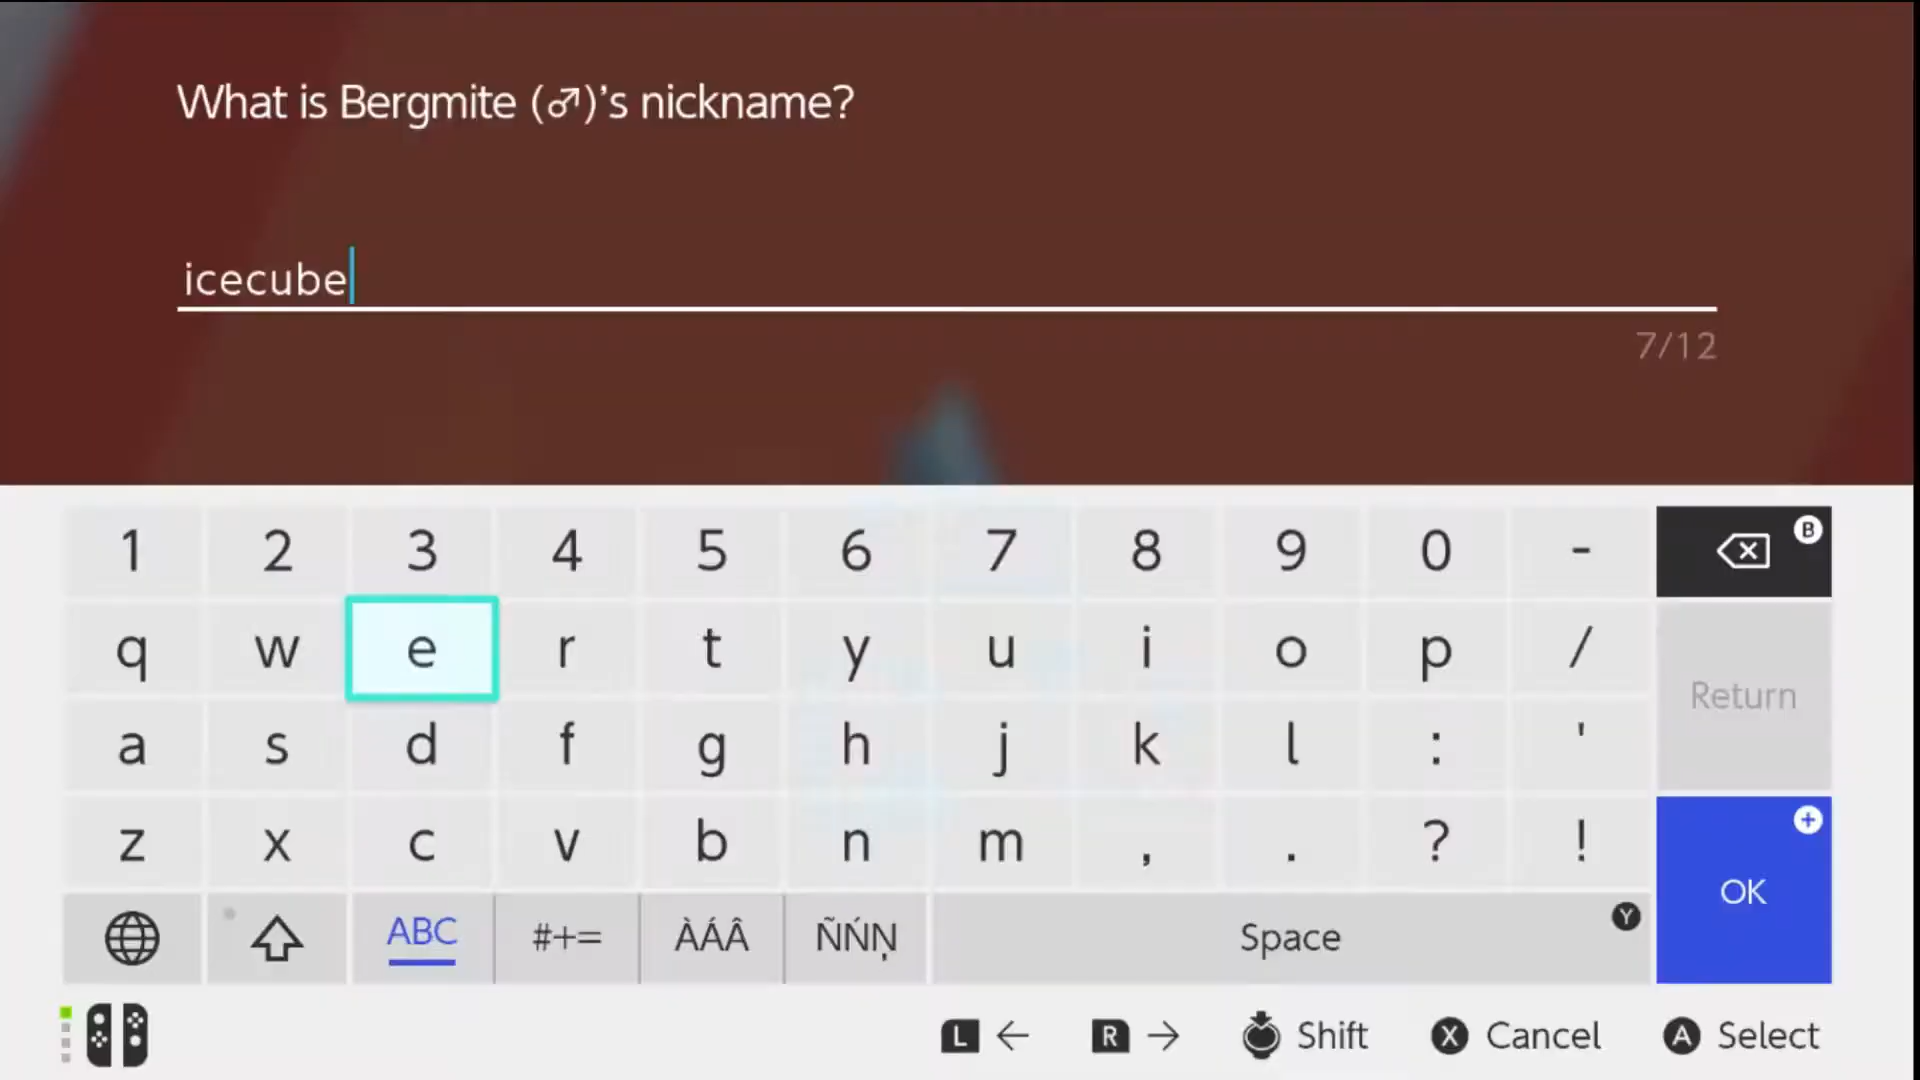 What is Bergmite (♂)'s nickname?
icecube
7/12
1 2 3 4 5 6 7 8 9 0 - B
q w e r t y u i o p /
Return
a s d f g h j k l : '
z x c v b n m , . ? !
+
OK
ABC #+= ÀÁÂ ÑŃŅ Space Y
L ← R → Shift X Cancel A Select